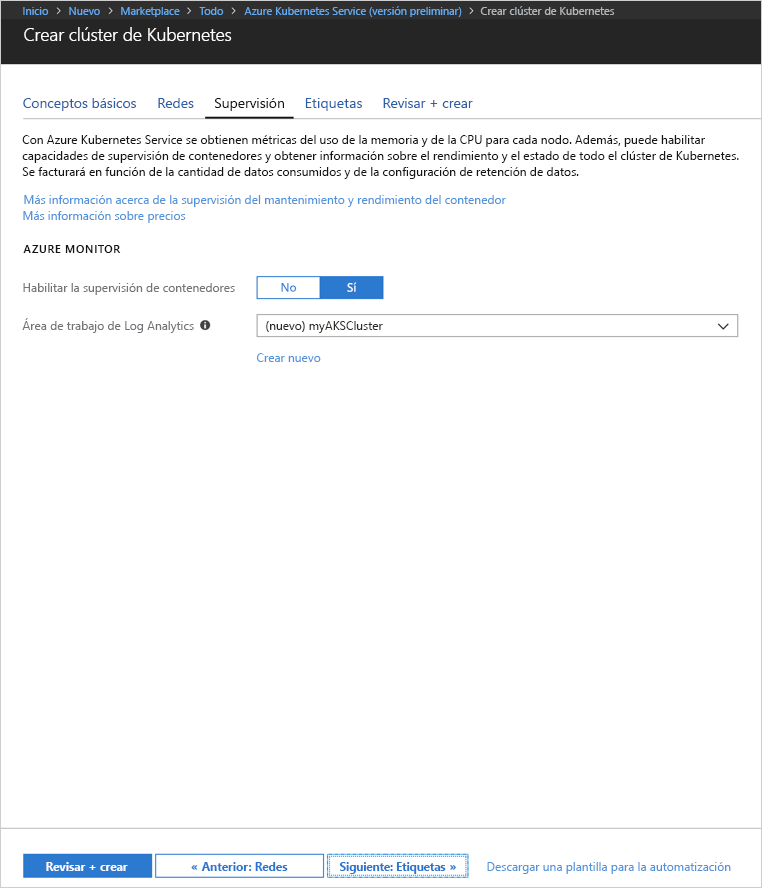 Inicio > Nuevo > Marketplace > Todo > Azure Kubernetes Service (versión preliminar) > Crear clúster de Kubernetes
Crear clúster de Kubernetes
Conceptos básicos Redes Supervisión Etiquetas Revisar + crear
Con Azure Kubernetes Service se obtienen métricas del uso de la memoria y de la CPU para cada nodo. Además, puede habilitar
capacidades de supervisión de contenedores y obtener información sobre el rendimiento y el estado de todo el clúster de Kubernetes.
Se facturará en función de la cantidad de datos consumidos y de la configuración de retención de datos.
Más información acerca de la supervisión del mantenimiento y rendimiento del contenedor
Más información sobre precios
AZURE MONITOR
Habilitar la supervisión de contenedores No Sí
Área de trabajo de Log Analytics (nuevo) myAKSCluster
Crear nuevo
Revisar + crear « Anterior: Redes Siguiente: Etiquetas » Descargar una plantilla para la automatización